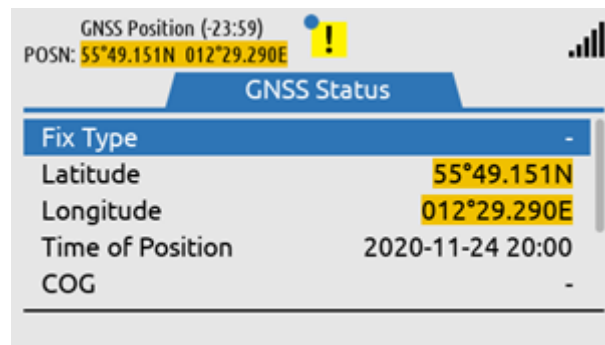 GNSS Position (-23:59)
POSN: 55°49.151N 012°29.290E
!
GNSS Status
Fix Type -
Latitude 55°49.151N
Longitude 012°29.290E
Time of Position 2020-11-24 20:00
COG -